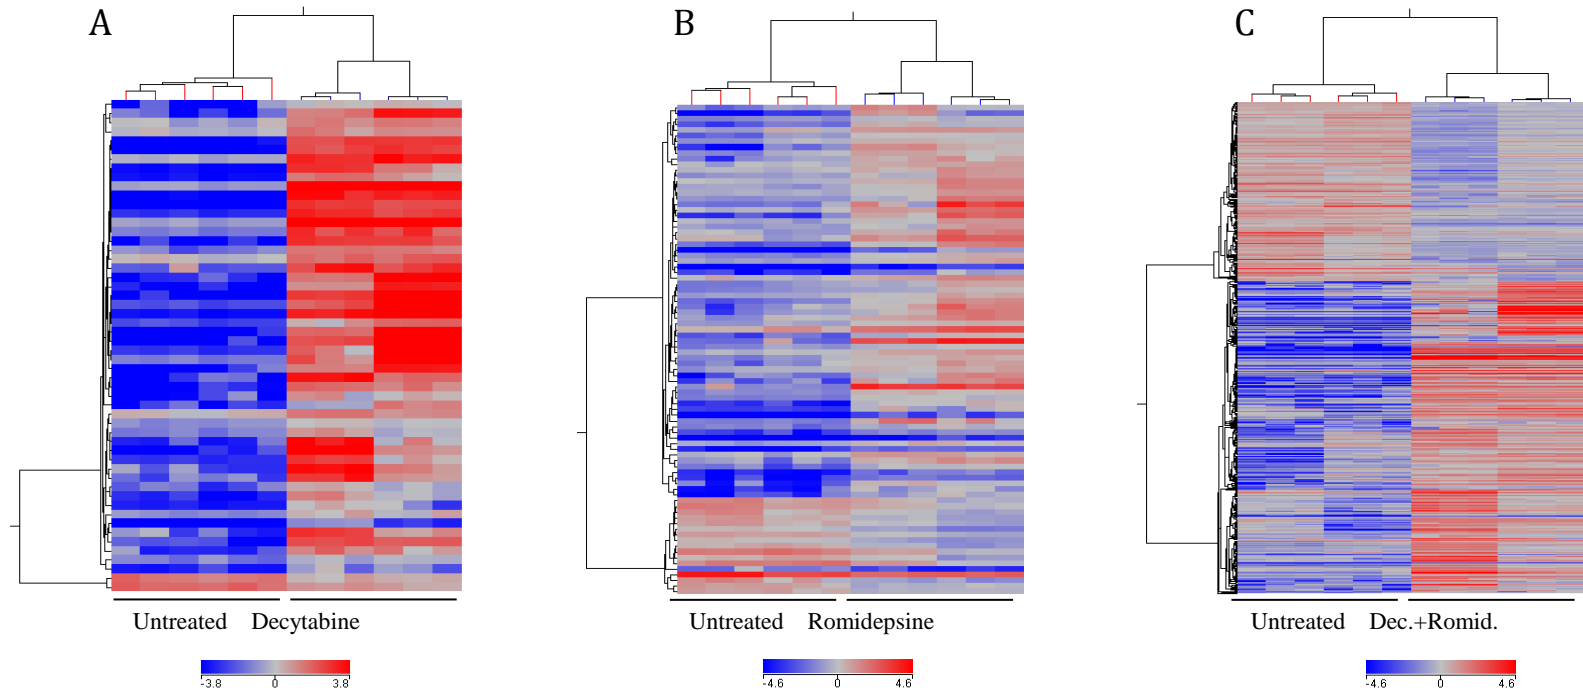 A
B
C
Untreated Decytabine
Untreated Romidepsine
Untreated Dec.+Romid.
-3.8 0 3.8
-4.6 0 4.6
-4.6 0 4.6